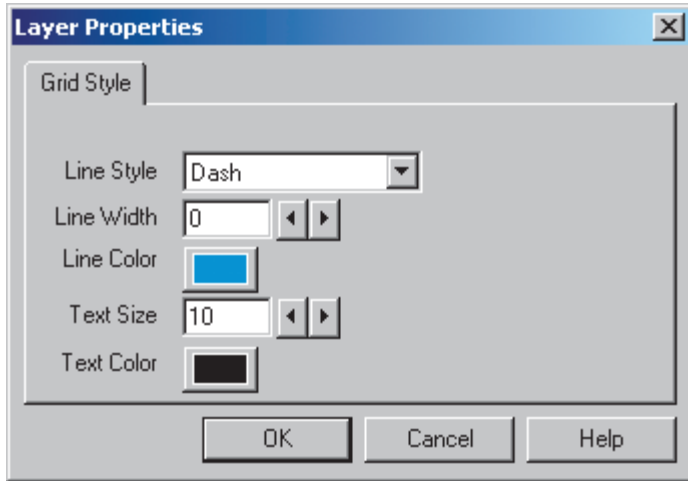 Layer Properties
Grid Style
Line Style Dash
Line Width 0
Line Color
Text Size 10
Text Color
OK Cancel Help